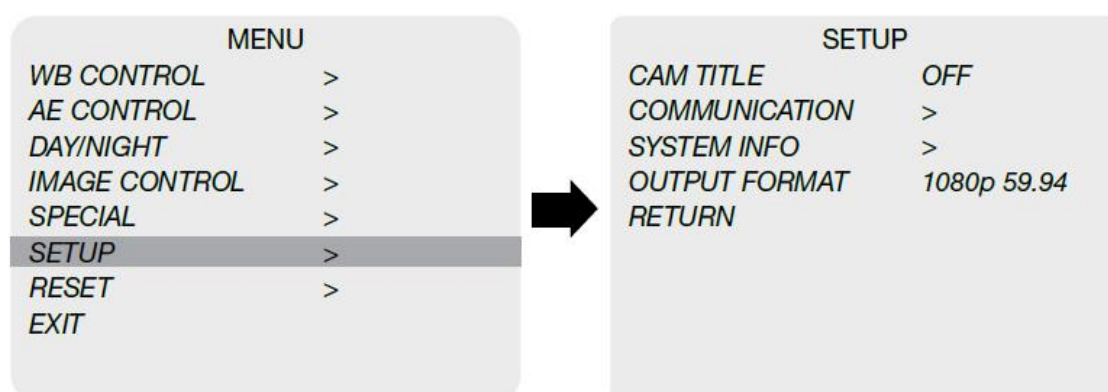 MENU
WB CONTROL >
AE CONTROL >
DAY/NIGHT >
IMAGE CONTROL >
SPECIAL >
SETUP >
RESET >
EXIT
SETUP
CAM TITLE OFF
COMMUNICATION >
SYSTEM INFO >
OUTPUT FORMAT 1080p 59.94
RETURN